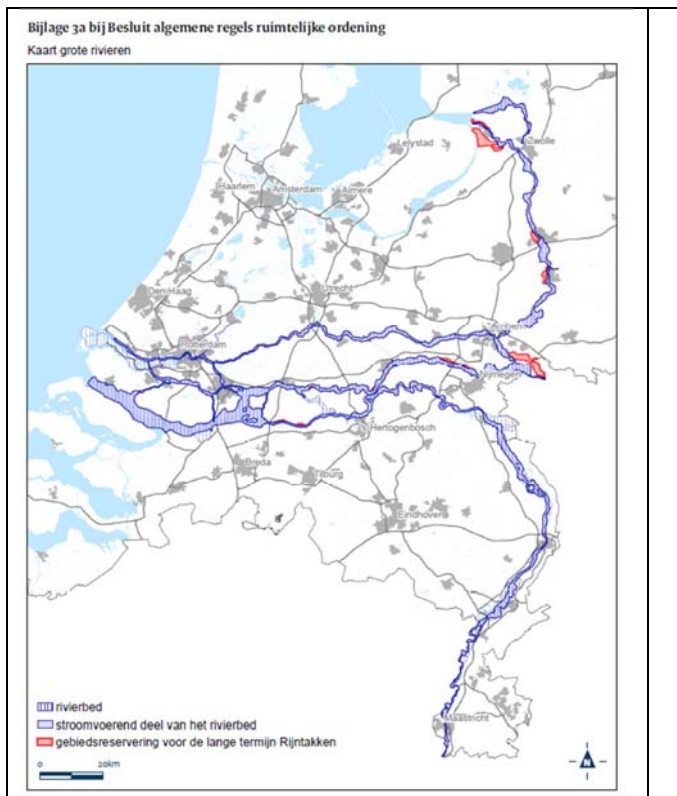 Bijlage 3a bij Besluit algemene regels ruimtelijke ordening
Kaart grote rivieren
Lelystad
Zwolle
Haarlem
Amsterdam
Almere
Den Haag
Utrecht
Arnhem
Rotterdam
Nijmegen
's Hertogenbosch
Breda
Tilburg
Eindhoven
Maastricht
rivierbed
stroomvoerend deel van het rivierbed
gebiedsreservering voor de lange termijn Rijntakken
0 20km
N